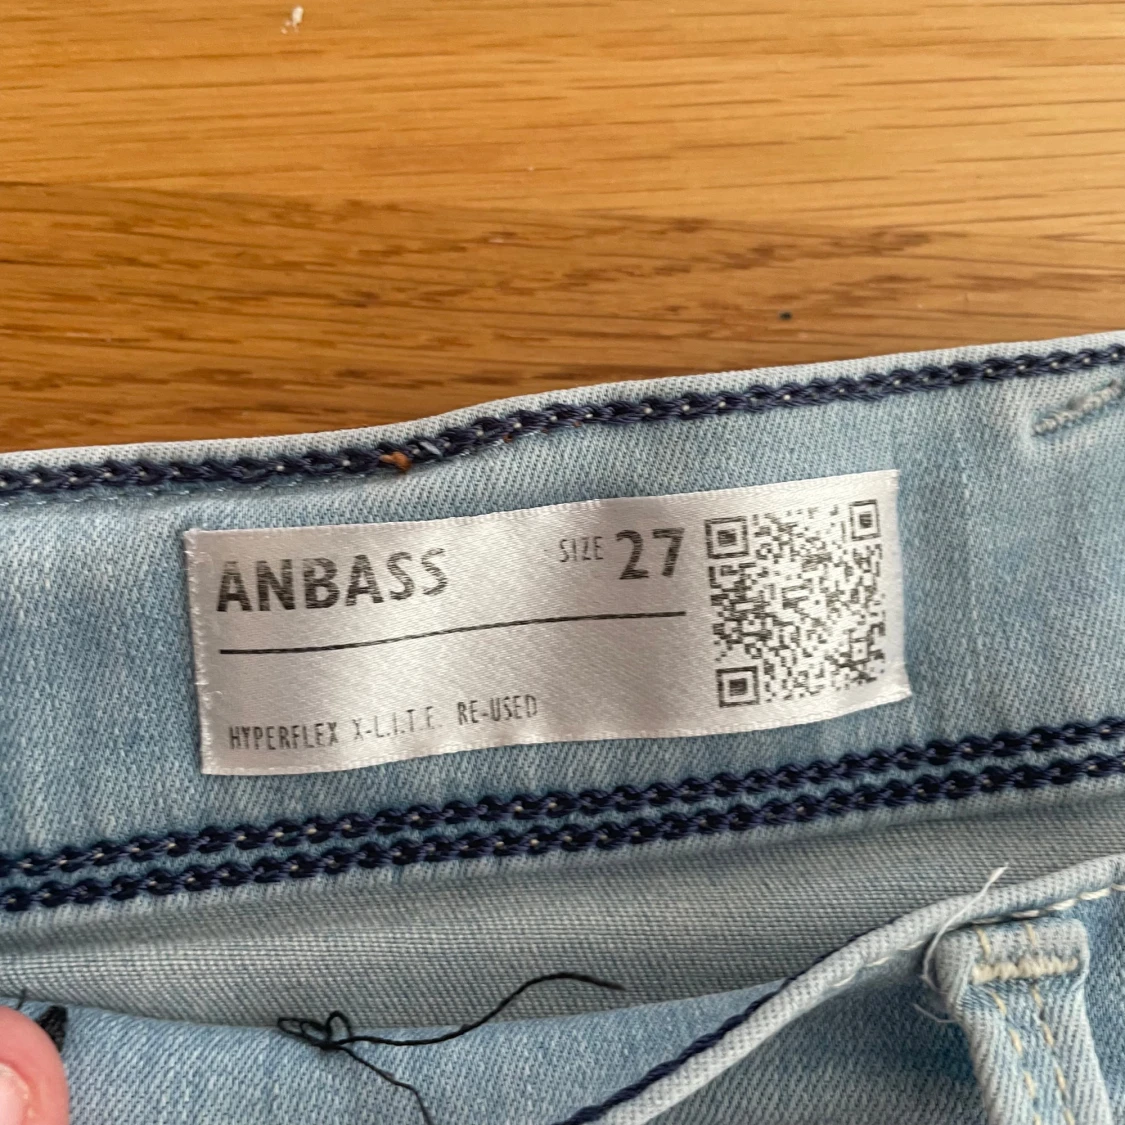 ANBASS
SIZE 27
HYPERFLEX X-L.I.T.E. RE-USED